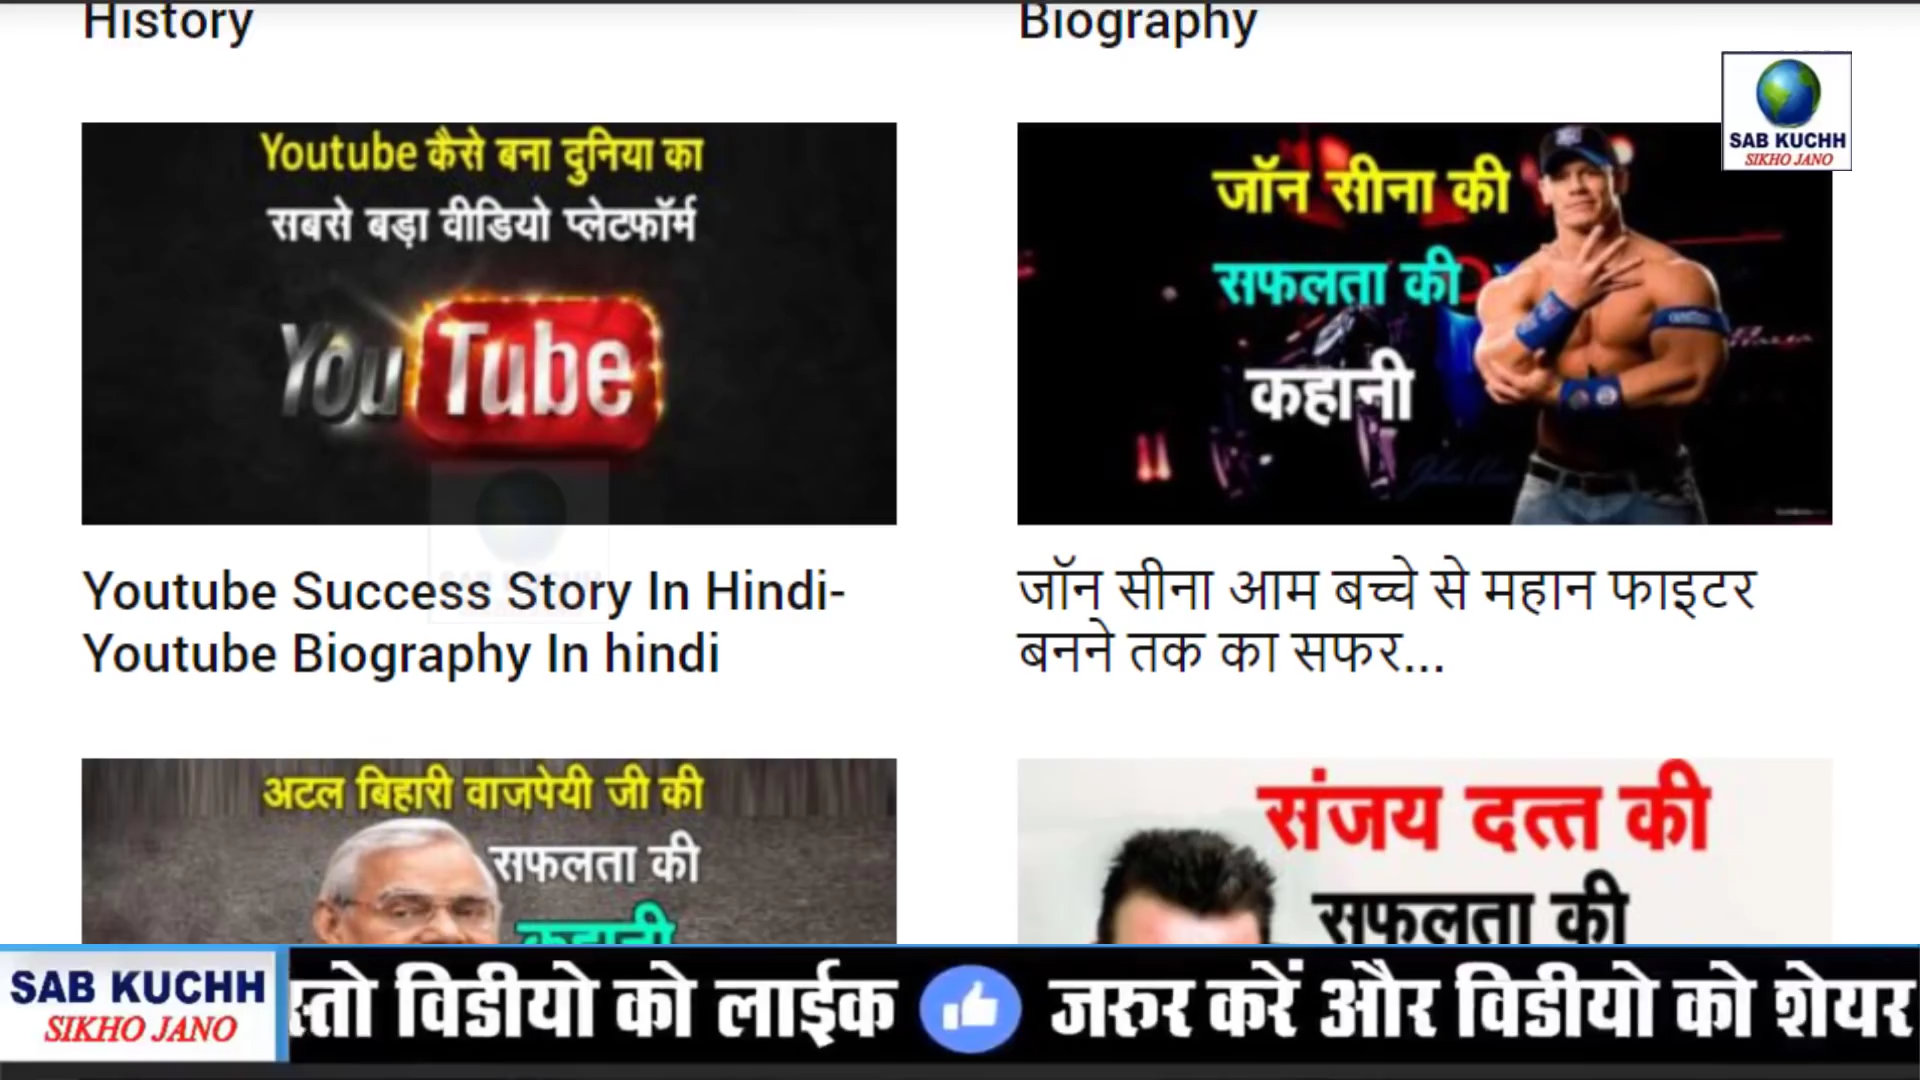 History
Biography
SAB KUCHH
SIKHO JANO
Youtube कैसे बना दुनिया का
सबसे बड़ा वीडियो प्लेटफॉर्म
YouTube
जॉन सीना की
सफलता की
कहानी
Youtube Success Story In Hindi-
Youtube Biography In hindi
जॉन सीना आम बच्चे से महान फाइटर
बनने तक का सफर...
अटल बिहारी वाजपेयी जी की
सफलता की
कहानी
संजय दत्त की
सफलता की
SAB KUCHH
SIKHO JANO
स्तो विडीयो को लाईक जरुर करें और विडीयो को शेयर